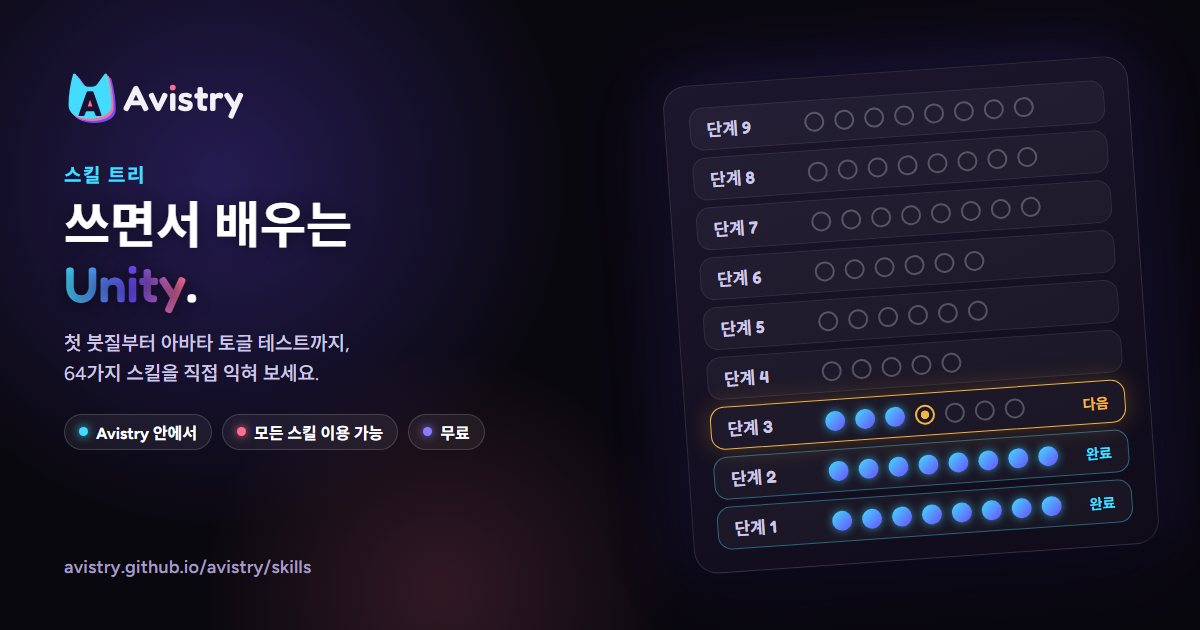 Avistry
스킬 트리
쓰면서 배우는
Unity.
첫 붓질부터 아바타 토글 테스트까지,
64가지 스킬을 직접 익혀 보세요.
Avistry 안에서
모든 스킬 이용 가능
무료
avistry.github.io/avistry/skills
단계 9
단계 8
단계 7
단계 6
단계 5
단계 4
단계 3 다음
단계 2 완료
단계 1 완료